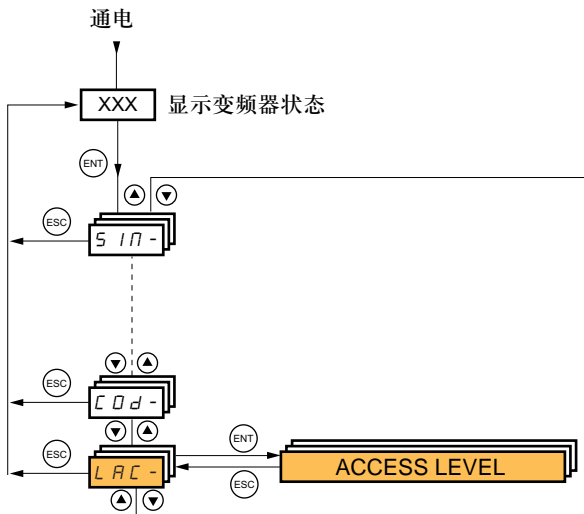 通电
XXX 显示变频器状态
ENT
ESC
SIM-
ESC
COd-
ESC
ENT
LAC-
ACCESS LEVEL
ESC